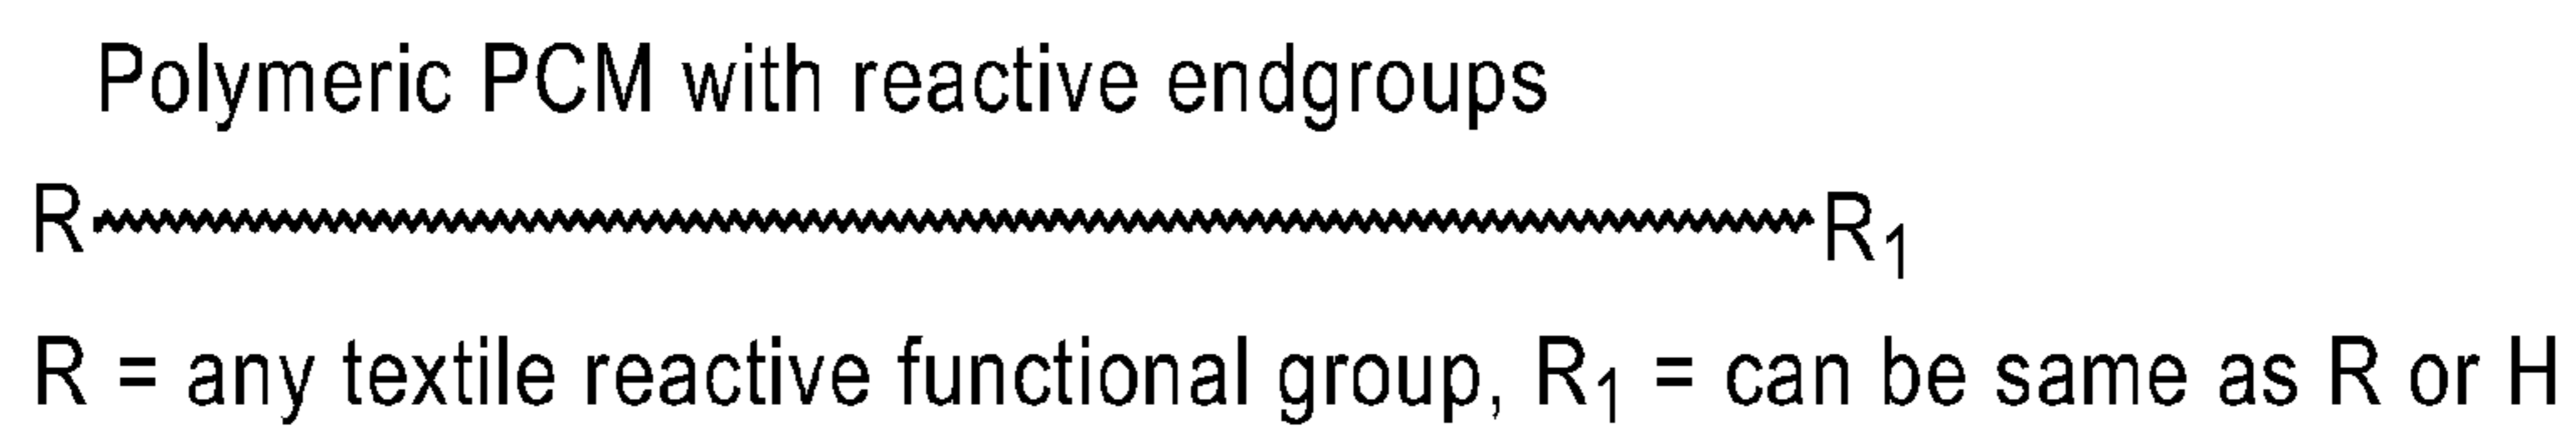 Polymeric PCM with reactive endgroups
R R₁
R = any textile reactive functional group, R₁ = can be same as R or H